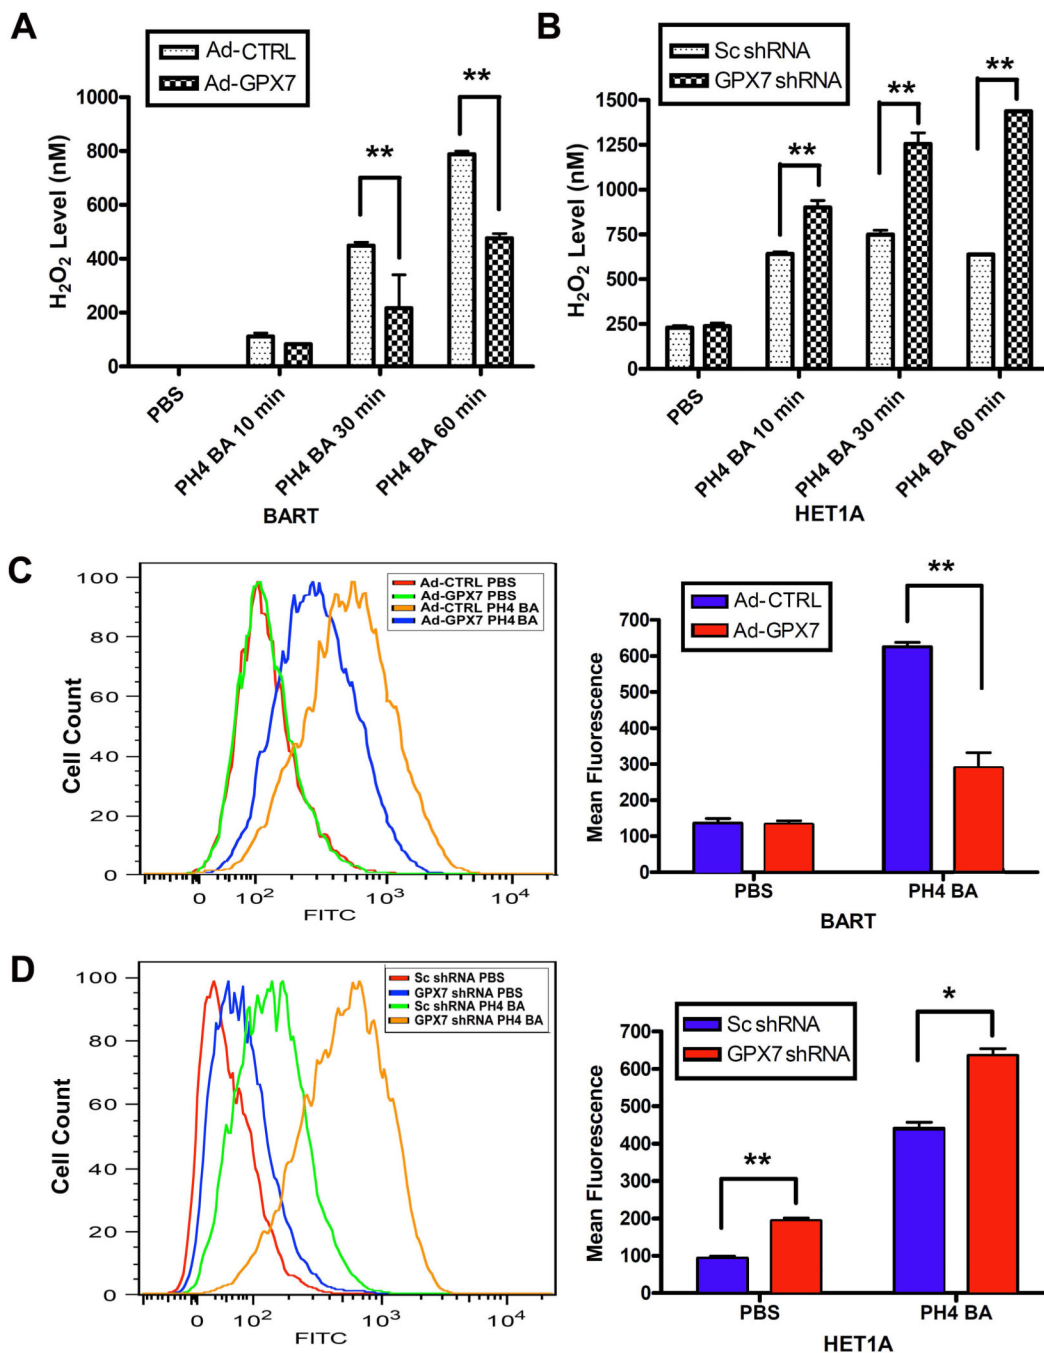 A
Ad-CTRL
Ad-GPX7
**
**
H₂O₂ Level (nM)
1000
800
600
400
200
0
PBS
PH4 BA 10 min
PH4 BA 30 min
PH4 BA 60 min
BART
B
Sc shRNA
GPX7 shRNA
**
**
**
H₂O₂ Level (nM)
1500
1250
1000
750
500
250
0
PBS
PH4 BA 10 min
PH4 BA 30 min
PH4 BA 60 min
HET1A
C
Ad-CTRL PBS
Ad-GPX7 PBS
Ad-CTRL PH4 BA
Ad-GPX7 PH4 BA
Cell Count
100
80
60
40
20
0
0 10² 10³ 10⁴
FITC
Ad-CTRL
Ad-GPX7
**
Mean Fluorescence
700
600
500
400
300
200
100
0
PBS PH4 BA
BART
D
Sc shRNA PBS
GPX7 shRNA PBS
Sc shRNA PH4 BA
GPX7 shRNA PH4 BA
Cell Count
100
80
60
40
20
0
0 10² 10³ 10⁴
FITC
Sc shRNA
GPX7 shRNA
**
*
Mean Fluorescence
700
600
500
400
300
200
100
0
PBS PH4 BA
HET1A